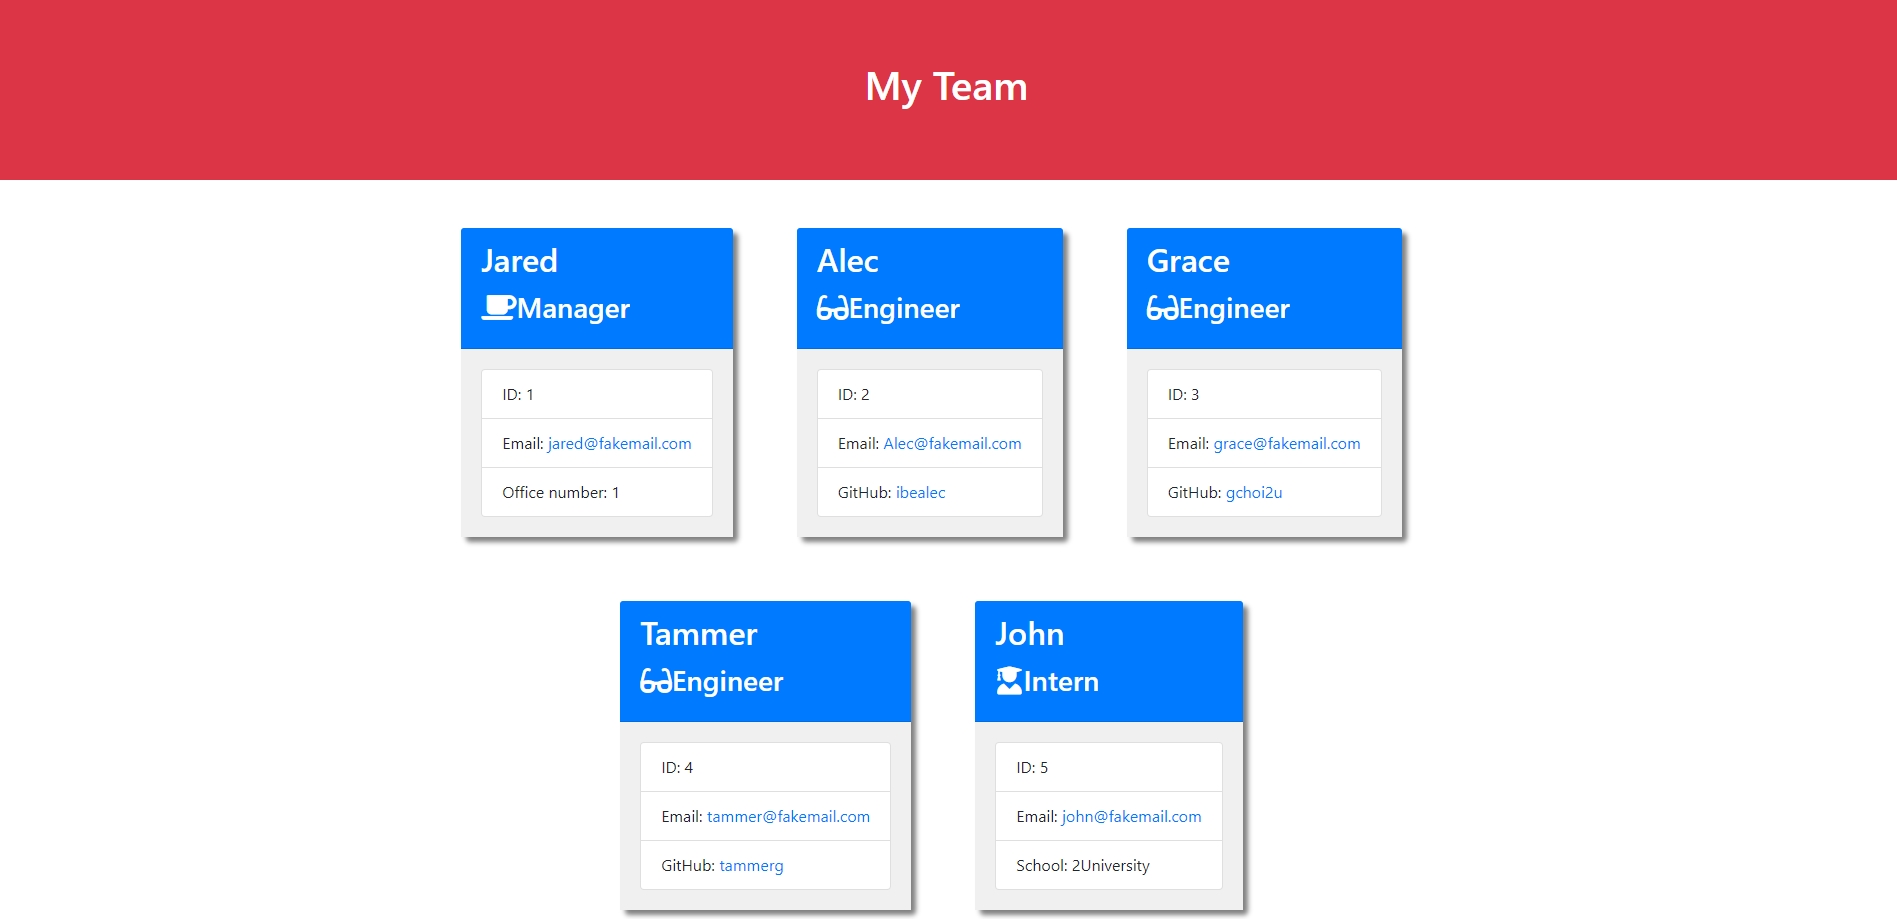 My Team
Jared
Manager
ID: 1
Email: jared@fakemail.com
Office number: 1
Alec
Engineer
ID: 2
Email: Alec@fakemail.com
GitHub: ibealec
Grace
Engineer
ID: 3
Email: grace@fakemail.com
GitHub: gchoi2u
Tammer
Engineer
ID: 4
Email: tammer@fakemail.com
GitHub: tammerg
John
Intern
ID: 5
Email: john@fakemail.com
School: 2University